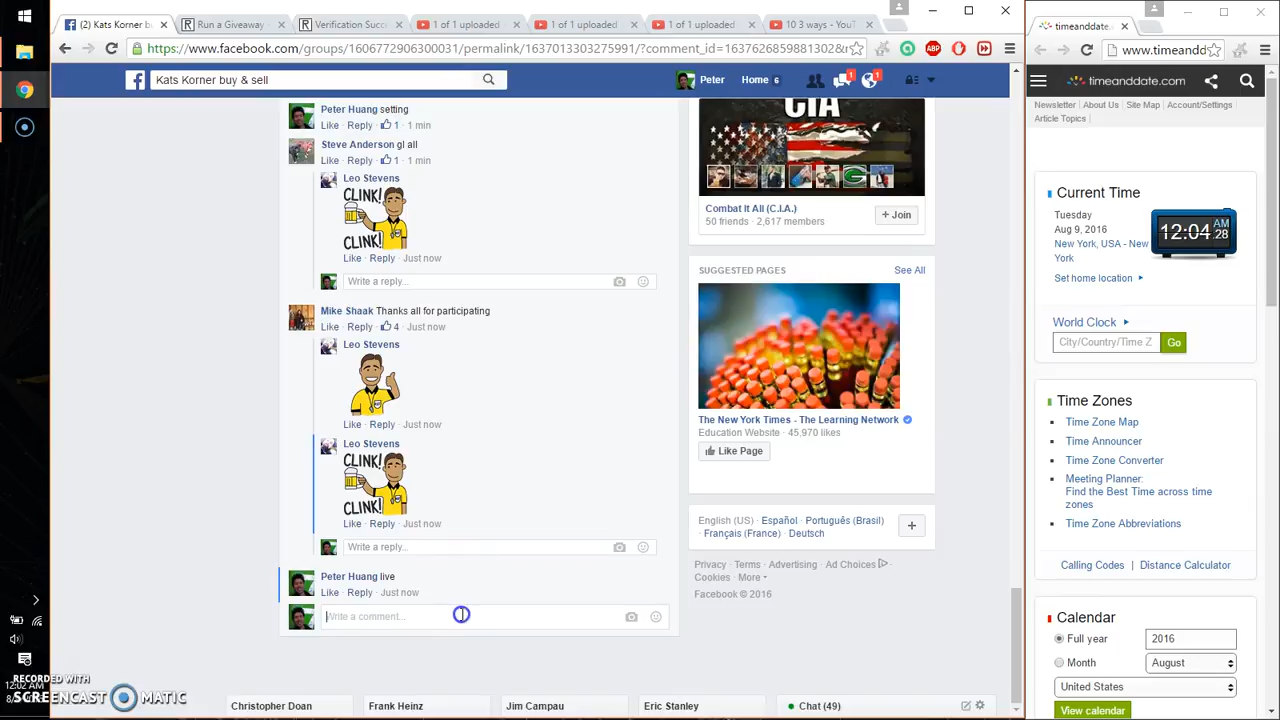 (2) Kats Korner bu
Run a Giveaway
Verification Succ
1 of 1 uploaded
1 of 1 uploaded
1 of 1 uploaded
10 3 ways - YouT
timeanddate.com
https://www.facebook.com/groups/1606772306300031/permalink/1637013303275991/?comment_id=1637626859881302&
www.timeandd
Kats Korner buy & sell
Peter
Home 6
1
1
timeanddate.com
Newsletter
About Us
Site Map
Account/Settings
Article Topics
Peter Huang setting
Like · Reply · 1 · 1 min
Steve Anderson gl all
Like · Reply · 1 · 1 min
Leo Stevens
CLINK!
CLINK!
Like · Reply · Just now
Write a reply...
Mike Shaak Thanks all for participating
Like · Reply · 4 · Just now
Leo Stevens
Like · Reply · Just now
Leo Stevens
CLINK!
CLINK!
Like · Reply · Just now
Write a reply...
Peter Huang live
Like · Reply · Just now
Write a comment...
CIA
Combat It All (C.I.A.)
50 friends · 2,617 members
+ Join
SUGGESTED PAGES
See All
The New York Times - The Learning Network
Education Website · 45,970 likes
Like Page
English (US) · Español · Português (Brasil) ·
Français (France) · Deutsch
+
Privacy · Terms · Advertising · Ad Choices ·
Cookies · More
Facebook © 2016
Current Time
Tuesday
Aug 9, 2016
New York, USA - New
York
12:04 AM 28
Set home location
World Clock
City/Country/Time Z
Go
Time Zones
Time Zone Map
Time Announcer
Time Zone Converter
Meeting Planner:
Find the Best Time across time
zones
Time Zone Abbreviations
Calling Codes | Distance Calculator
Calendar
Full year
2016
Month
August
United States
View calendar
Christopher Doan
Frank Heinz
Jim Campau
Eric Stanley
Chat (49)
RECORDED WITH
SCREENCAST MATIC
12:02 AM